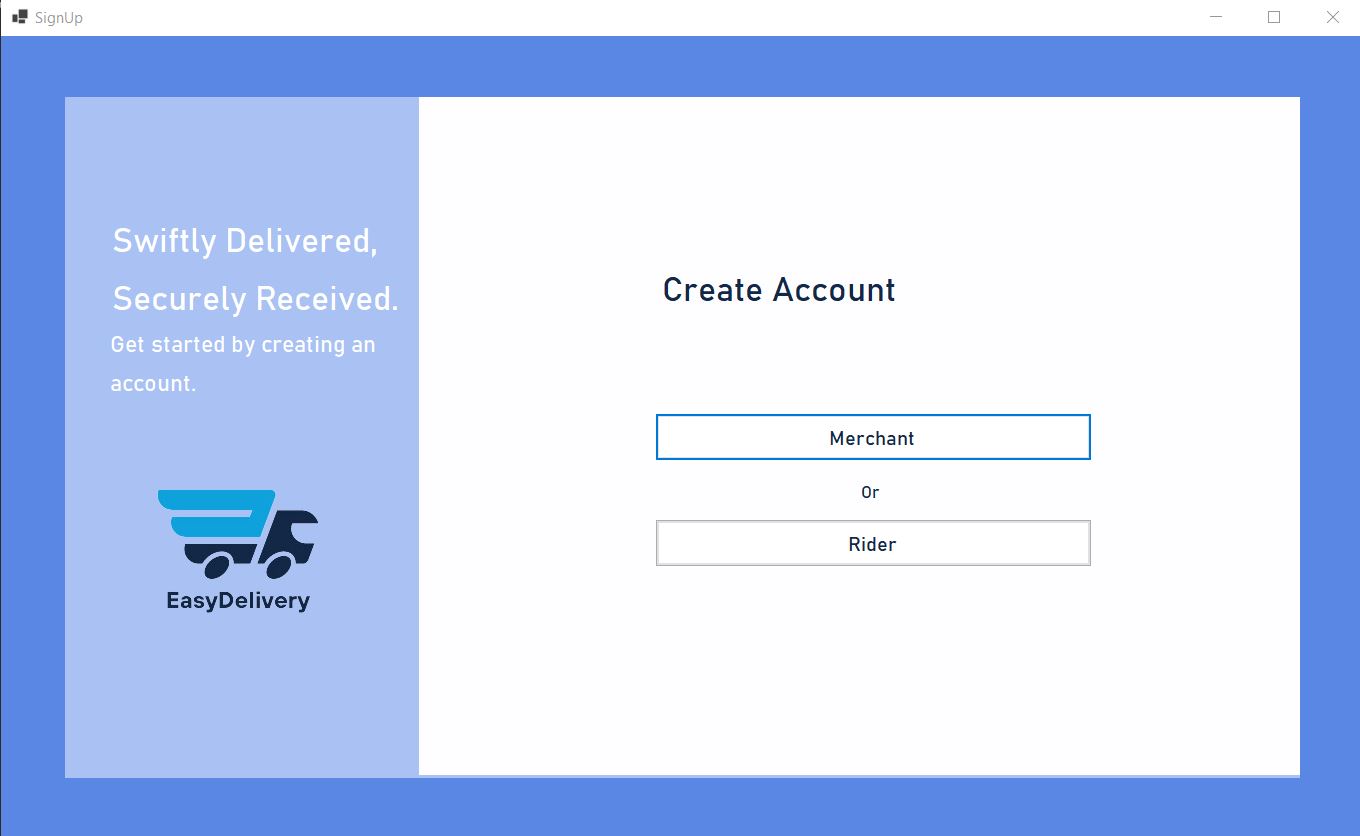 SignUp
Swiftly Delivered,
Securely Received.
Get started by creating an
account.
EasyDelivery
Create Account
Merchant
Or
Rider